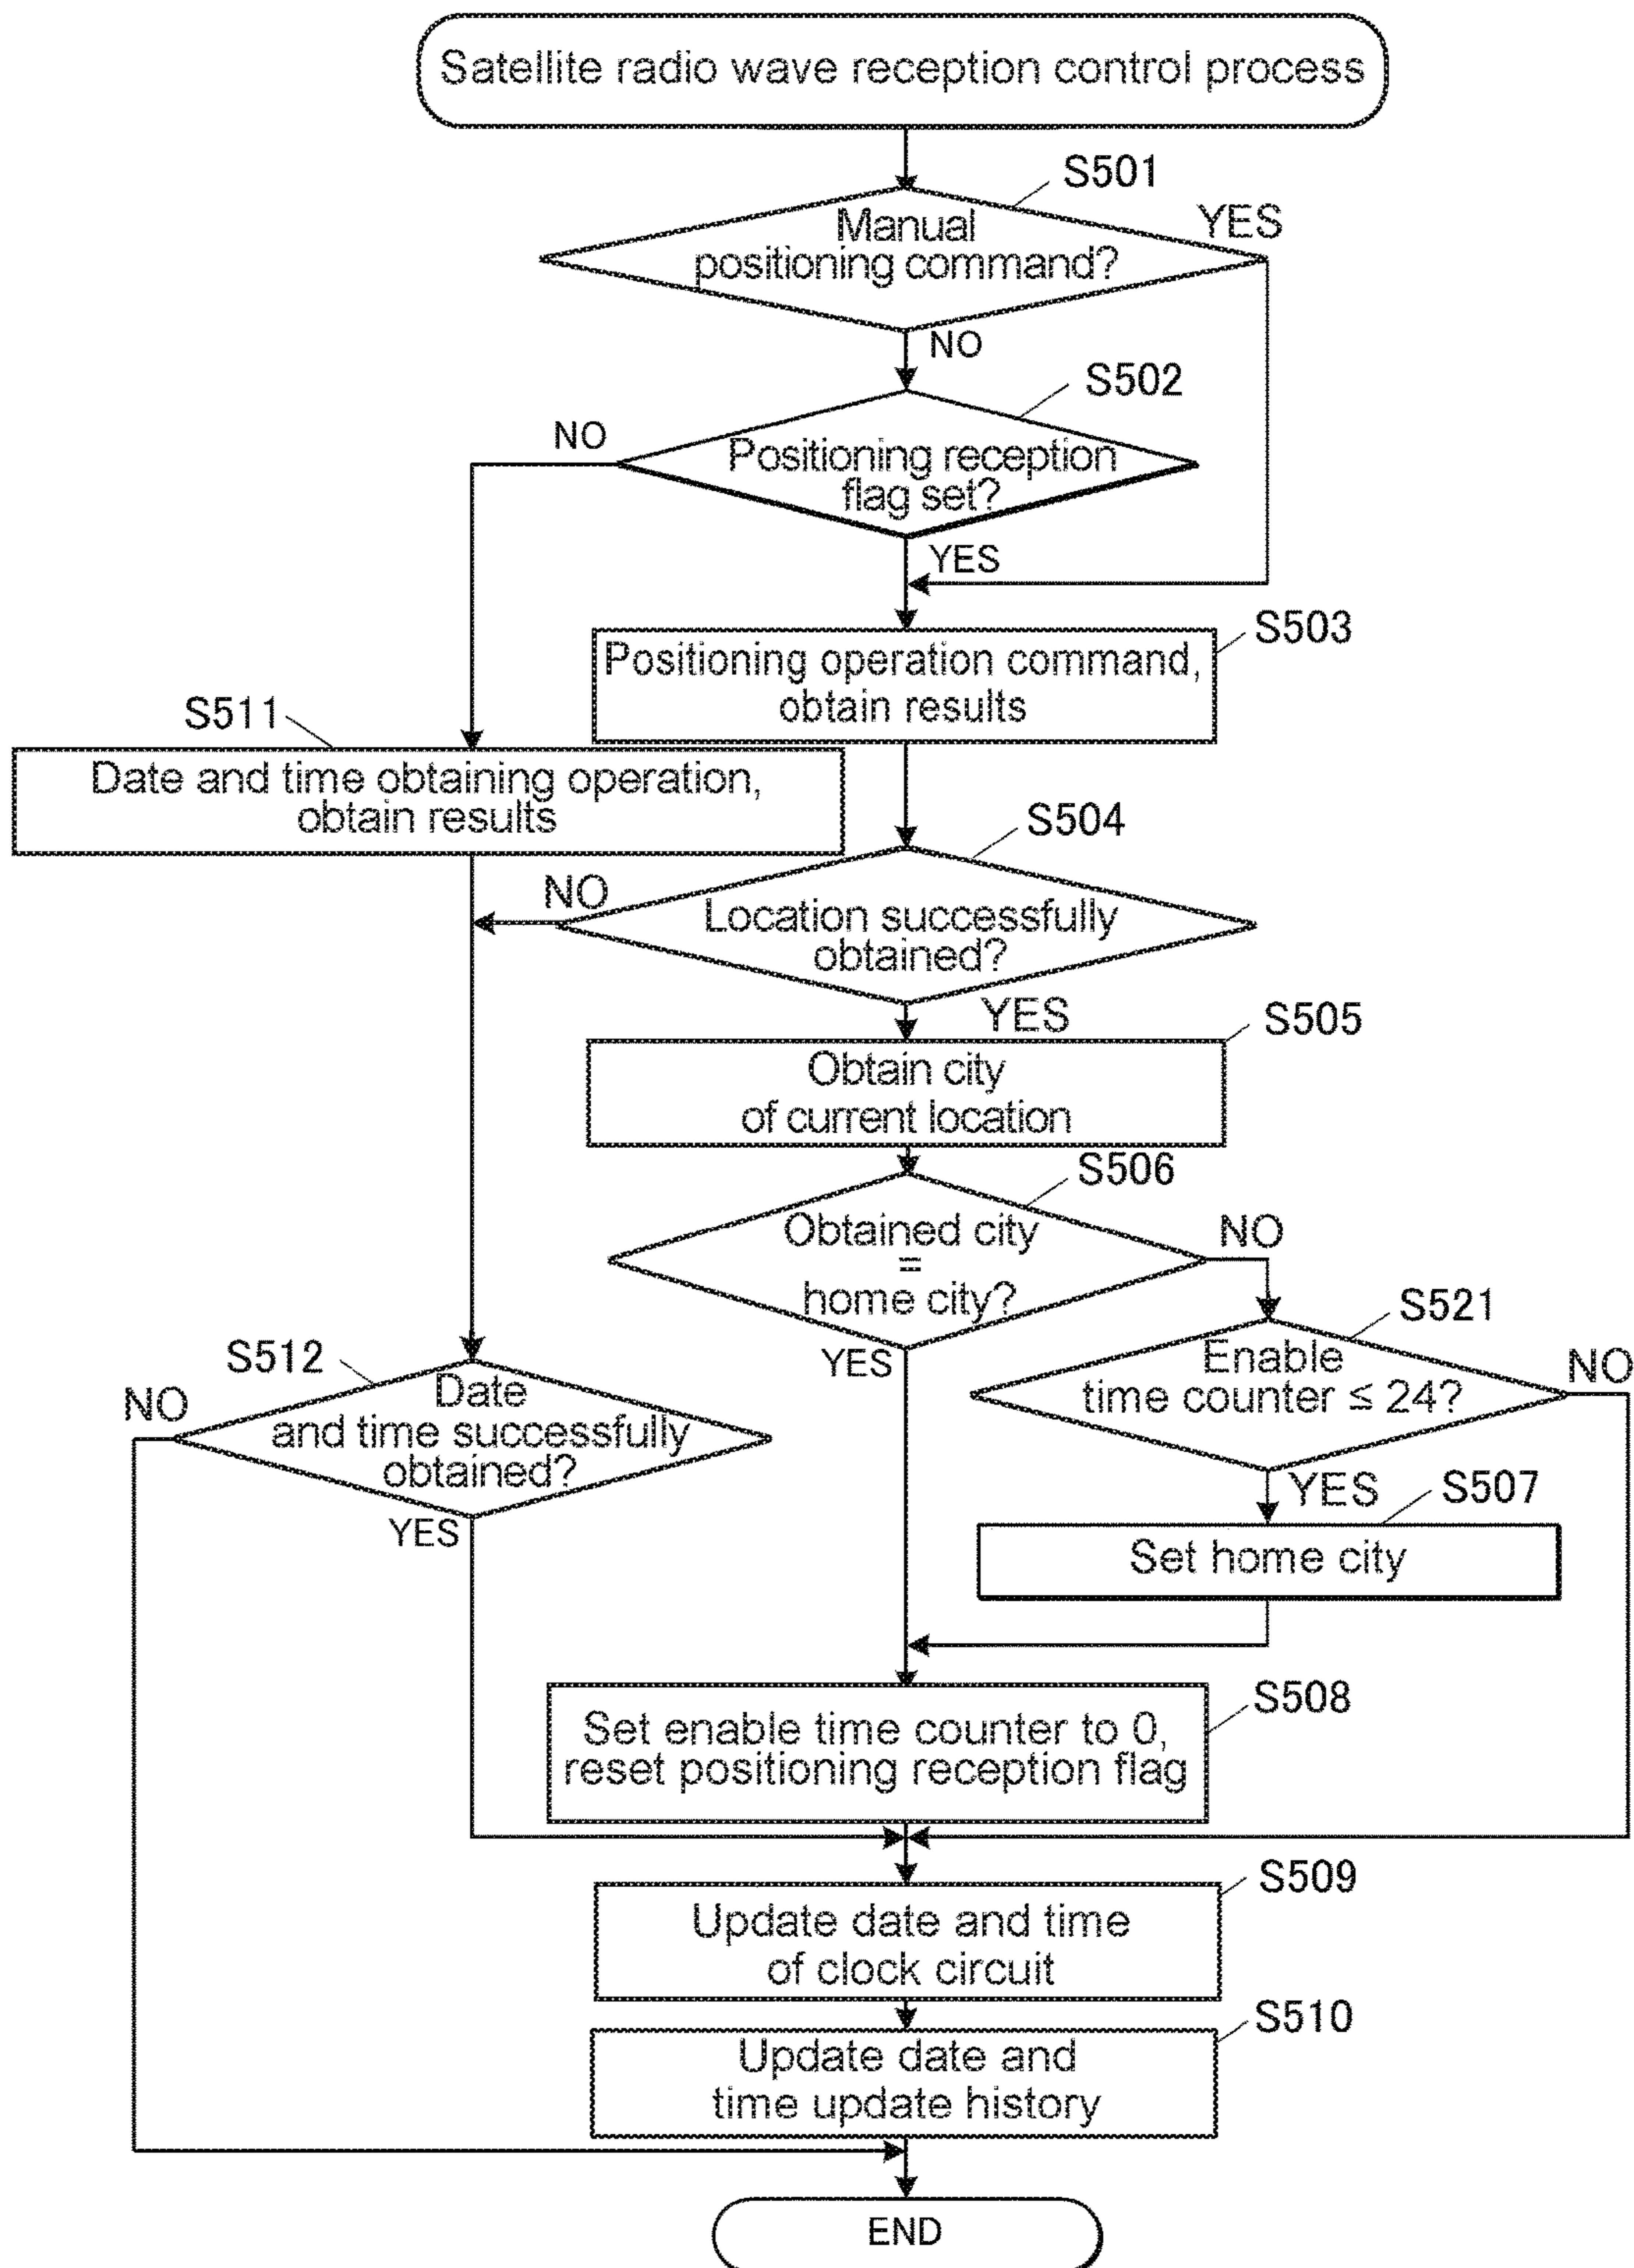 Satellite radio wave reception control process
S501
Manual
positioning command?
YES
NO
S502
Positioning reception
flag set?
NO
YES
S503
Positioning operation command,
obtain results
S511
Date and time obtaining operation,
obtain results
S504
Location successfully
obtained?
NO
YES
S505
Obtain city
of current location
S506
Obtained city
=
home city?
NO
YES
S521
Enable
time counter ≤ 24?
NO
YES
S512
Date
and time successfully
obtained?
NO
YES
S507
Set home city
S508
Set enable time counter to 0,
reset positioning reception flag
S509
Update date and time
of clock circuit
S510
Update date and
time update history
END